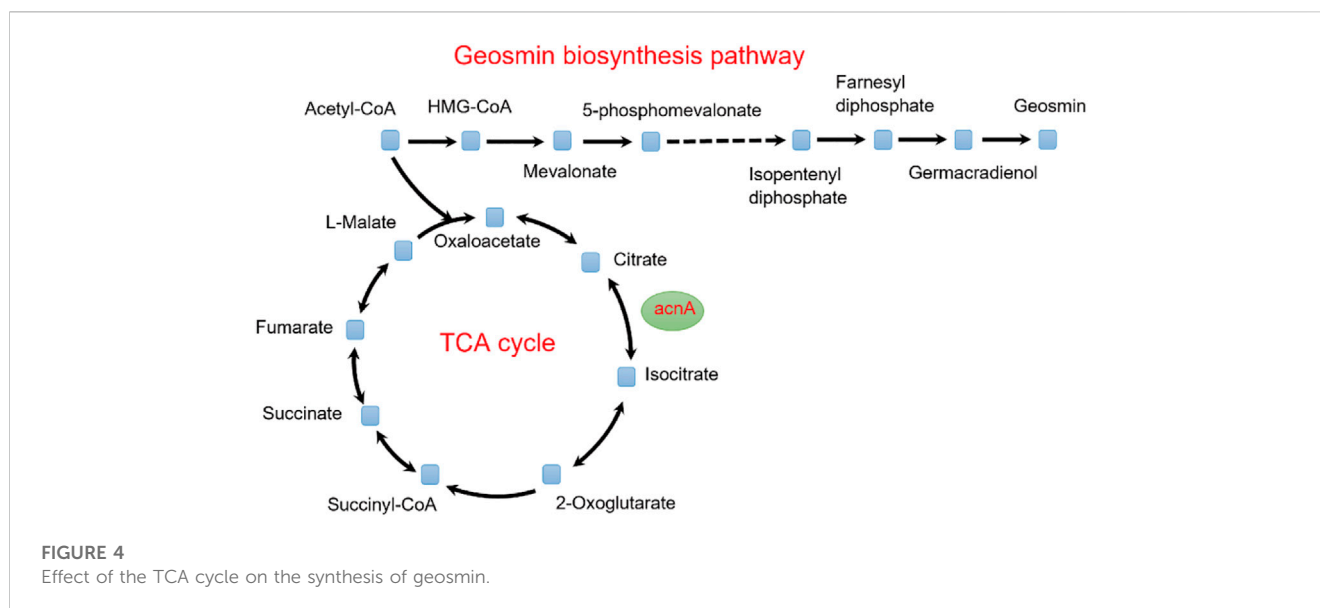 Geosmin biosynthesis pathway
Acetyl-CoA
HMG-CoA
5-phosphomevalonate
Farnesyl
diphosphate
Geosmin
Mevalonate
Isopentenyl
diphosphate
Germacradienol
L-Malate
Oxaloacetate
Citrate
acnA
Fumarate
TCA cycle
Isocitrate
Succinate
Succinyl-CoA
2-Oxoglutarate
FIGURE 4
Effect of the TCA cycle on the synthesis of geosmin.